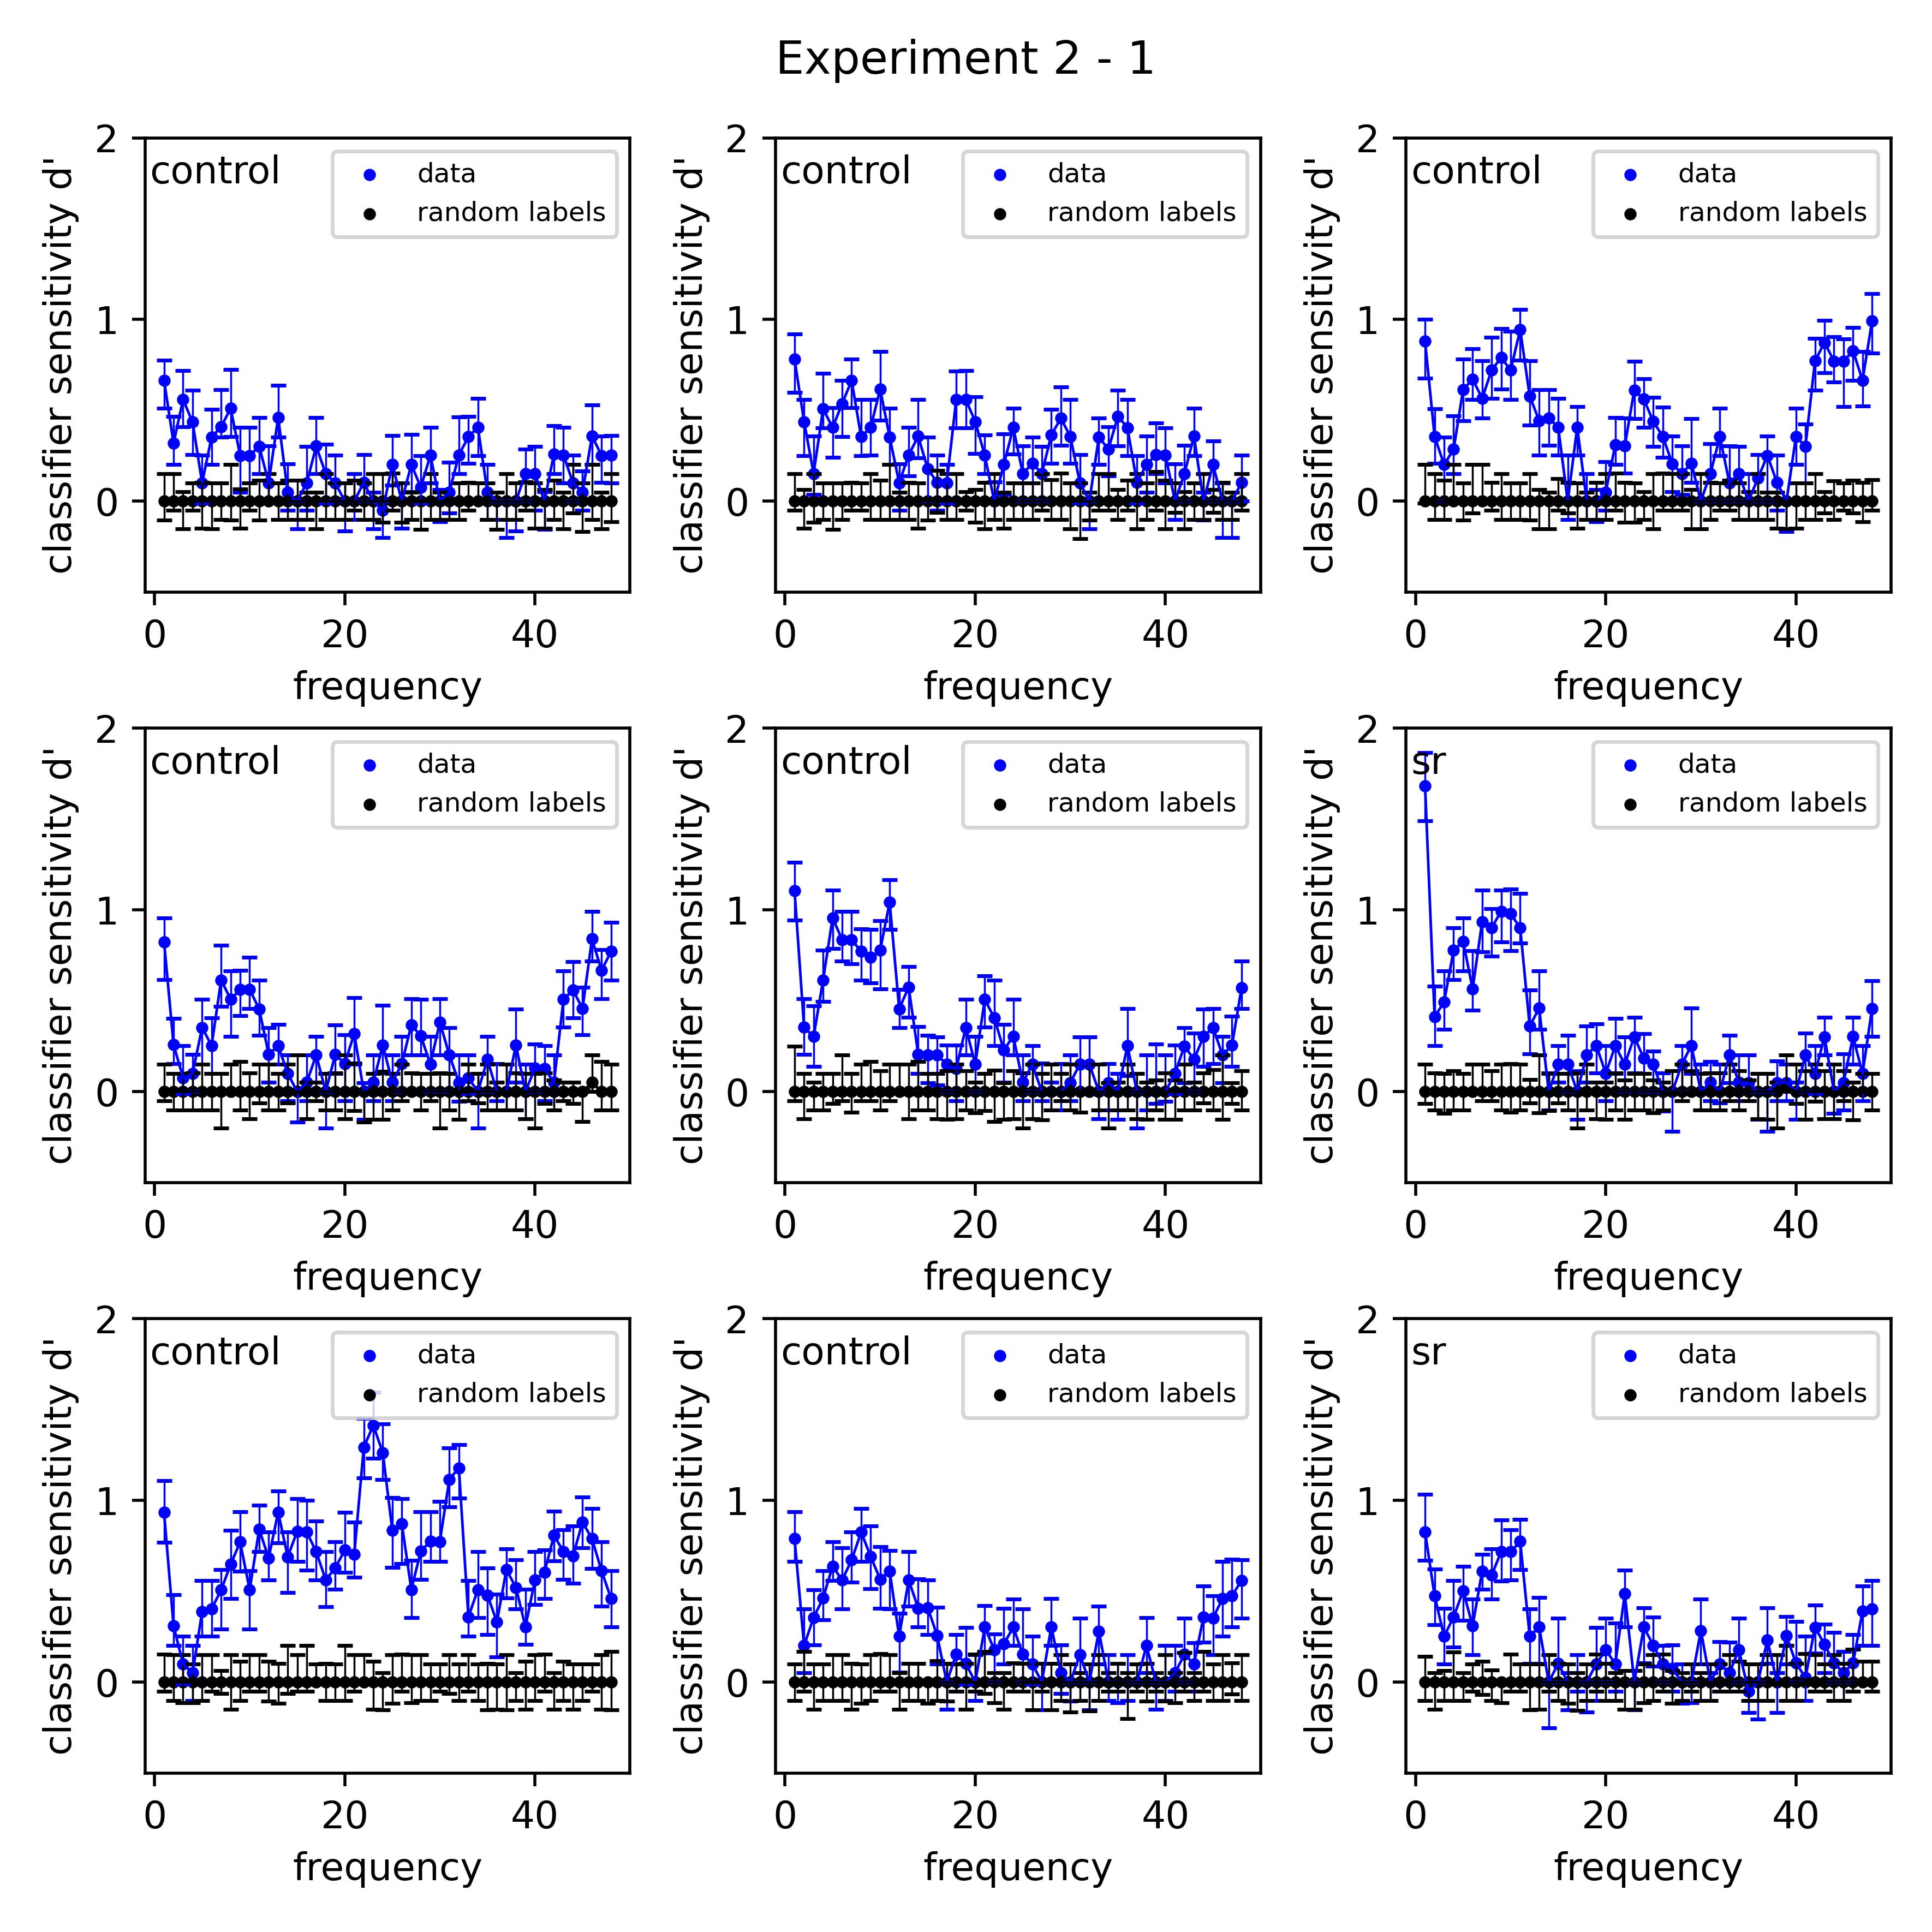 Experiment 2 - 1
2
1
0
classifier sensitivity d'
control
data
random labels
0 20 40
frequency
2
1
0
classifier sensitivity d'
control
data
random labels
0 20 40
frequency
2
1
0
classifier sensitivity d'
control
data
random labels
0 20 40
frequency
2
1
0
classifier sensitivity d'
control
data
random labels
0 20 40
frequency
2
1
0
classifier sensitivity d'
control
data
random labels
0 20 40
frequency
2
1
0
classifier sensitivity d'
sr
data
random labels
0 20 40
frequency
2
1
0
classifier sensitivity d'
control
data
random labels
0 20 40
frequency
2
1
0
classifier sensitivity d'
control
data
random labels
0 20 40
frequency
2
1
0
classifier sensitivity d'
sr
data
random labels
0 20 40
frequency